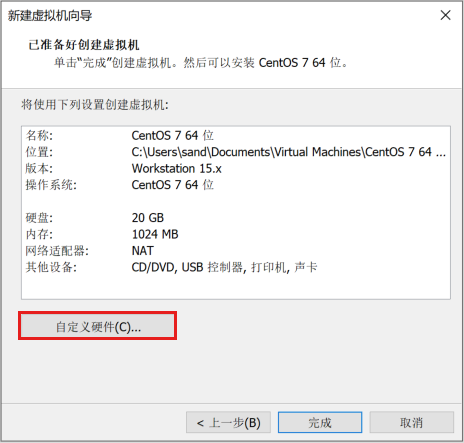 新建虚拟机向导
已准备好创建虚拟机
单击“完成”创建虚拟机。然后可以安装 CentOS 7 64 位。
将使用下列设置创建虚拟机:
名称: CentOS 7 64 位
位置: C:\Users\sand\Documents\Virtual Machines\CentOS 7 64 ...
版本: Workstation 15.x
操作系统: CentOS 7 64 位
硬盘: 20 GB
内存: 1024 MB
网络适配器: NAT
其他设备: CD/DVD, USB 控制器, 打印机, 声卡
自定义硬件(C)...
< 上一步(B) 完成 取消